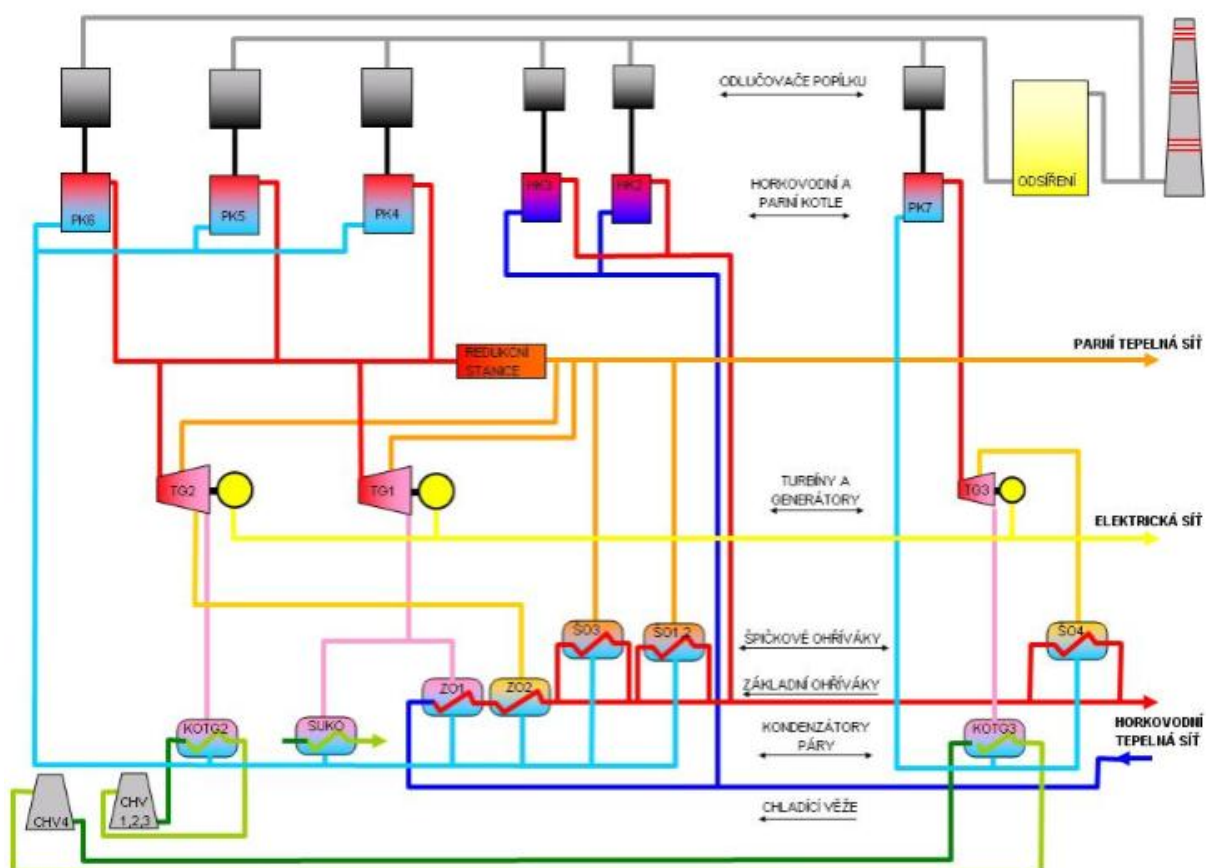 ODLUČOVAČE POPÍLKU
ODSÍŘENÍ
PK6
PK5
PK4
HK3
HK2
HORKOVODNÍ A
PARNÍ KOTLE
PK7
REDUKČNÍ
STANICE
PARNÍ TEPELNÁ SÍŤ
TG2
TG1
TURBÍNY A
GENERÁTORY
TG3
ELEKTRICKÁ SÍŤ
ŠO3
ŠO1,2
ŠPIČKOVÉ OHŘÍVÁKY
ŠO4
ZO1
ZO2
ZÁKLADNÍ OHŘÍVÁKY
KOTG2
SUKO
KONDENZÁTORY
PÁRY
KOTG3
HORKOVODNÍ
TEPELNÁ SÍŤ
CHV4
CHV
1,2,3
CHLADÍCÍ VĚŽE